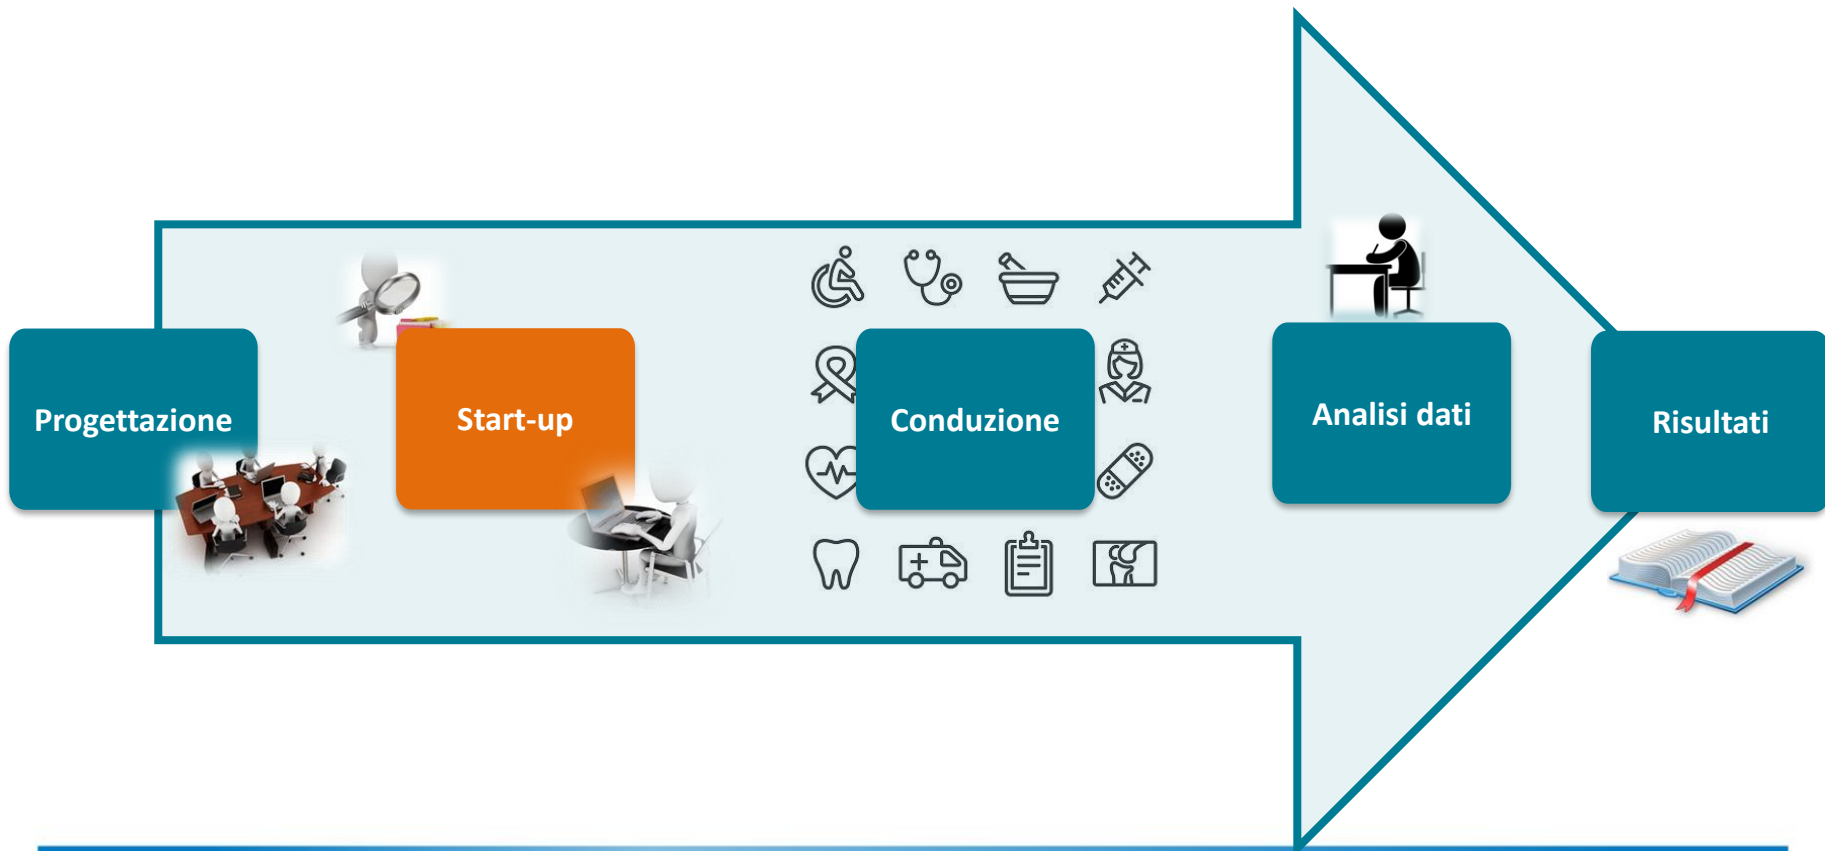 Progettazione
Start-up
Conduzione
Analisi dati
Risultati